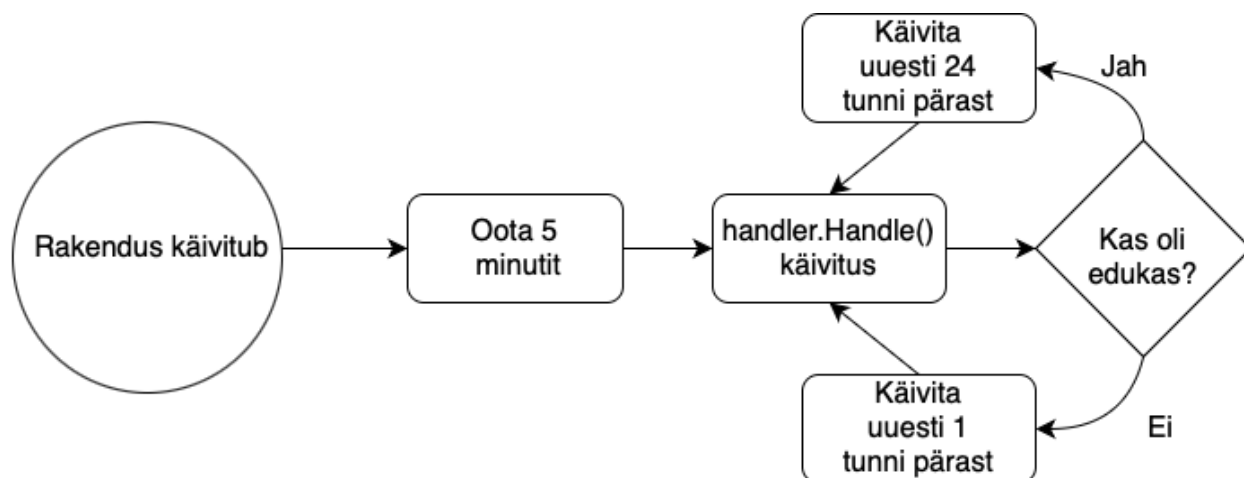 Rakendus käivitub
Oota 5
minutit
handler.Handle()
käivitus
Kas oli
edukas?
Jah
Käivita
uuesti 24
tunni pärast
Ei
Käivita
uuesti 1
tunni pärast